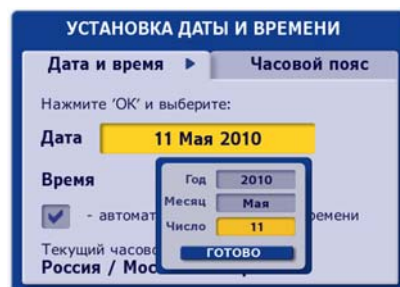 УСТАНОВКА ДАТЫ И ВРЕМЕНИ
Дата и время Часовой пояс
Нажмите 'ОК' и выберите:
Дата 11 Мая 2010
Время
Год 2010
Месяц Мая
Число 11
ГОТОВО
- автомат
Текущий часово
Россия / Мос